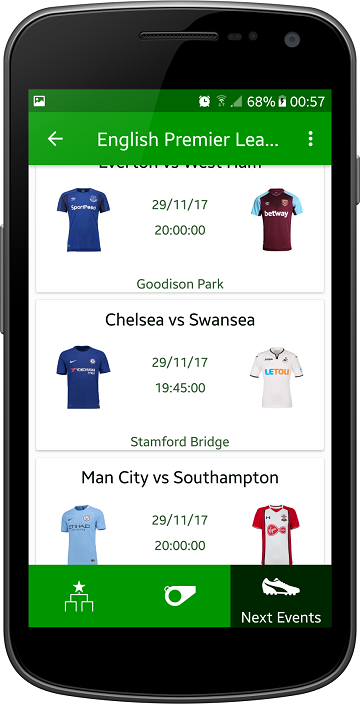 68% 00:57
English Premier Lea...
Everton vs West Ham
29/11/17
20:00:00
SportPesa
betway
Goodison Park
Chelsea vs Swansea
29/11/17
19:45:00
YOKOHAMA
LETOU
Stamford Bridge
Man City vs Southampton
29/11/17
20:00:00
ETIHAD
Virgin
Next Events